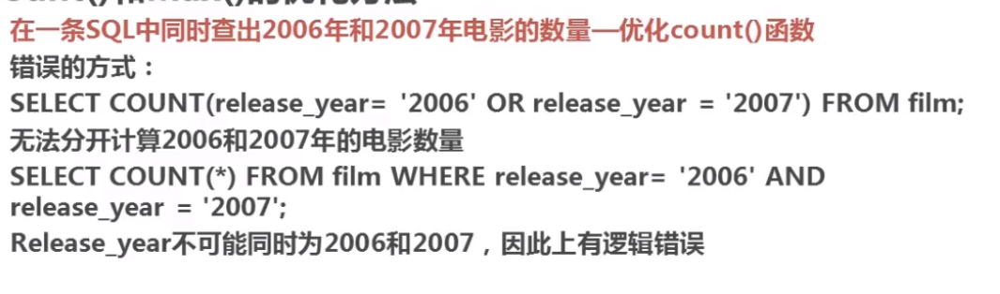 在一条SQL中同时查出2006年和2007年电影的数量—优化count()函数
错误的方式：
SELECT COUNT(release_year= '2006' OR release_year = '2007') FROM film;
无法分开计算2006和2007年的电影数量
SELECT COUNT(*) FROM film WHERE release_year= '2006' AND
release_year = '2007';
Release_year不可能同时为2006和2007，因此上有逻辑错误